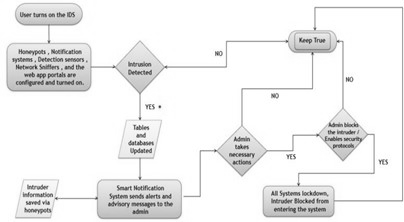 User turns on the IDS
Honeypots , Notification
systems , Detection sensors ,
Network Sniffers , and the
web app portals are
configured and turned on.
Intrusion
Detected
NO
Keep True
YES
Tables
and
databases
Updated
Intruder
Information
saved via
honeypots
Smart Notification
System sends alerts and
advisory messages to the
admin
Admin
takes
necessary
actions
NO
YES
Admin blocks
the intruder /
Enables security
protocols
NO
YES
All Systems lockdown,
Intruder Blocked from
entering the system